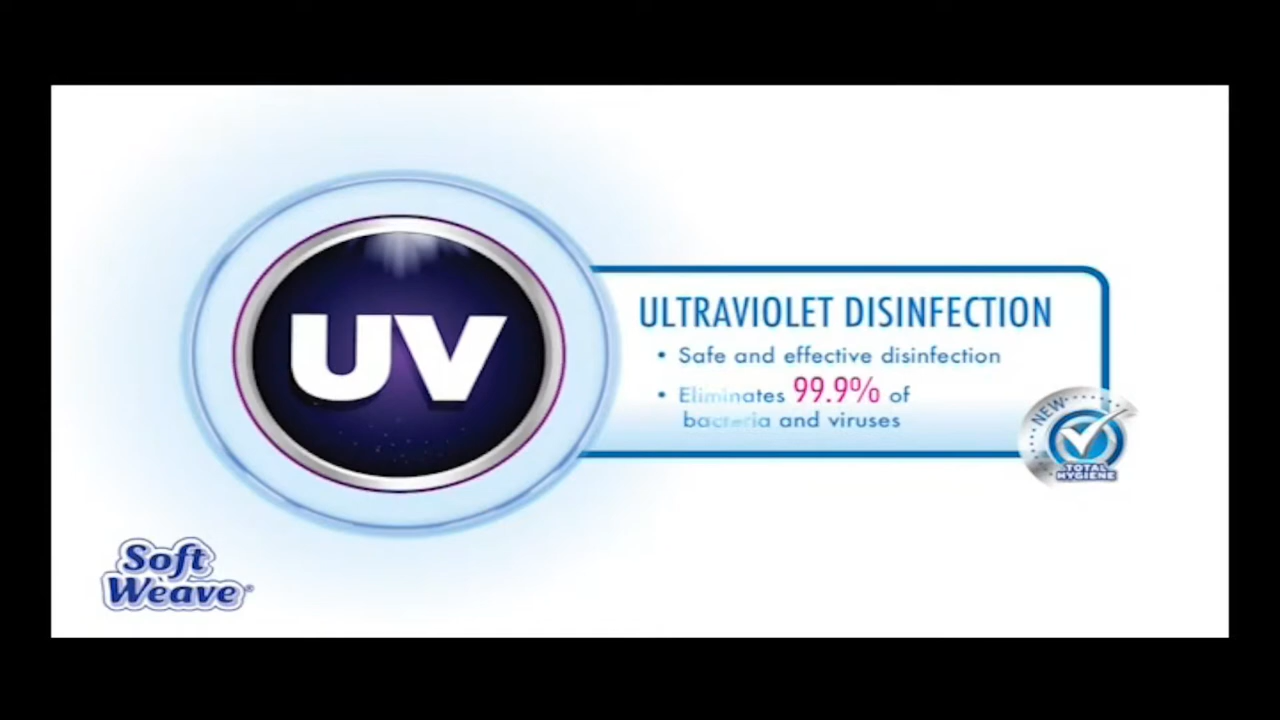 UV
ULTRAVIOLET DISINFECTION
• Safe and effective disinfection
• Eliminates 99.9% of
bacteria and viruses
NEW
TOTAL
HYGIENE
Soft
Weave®